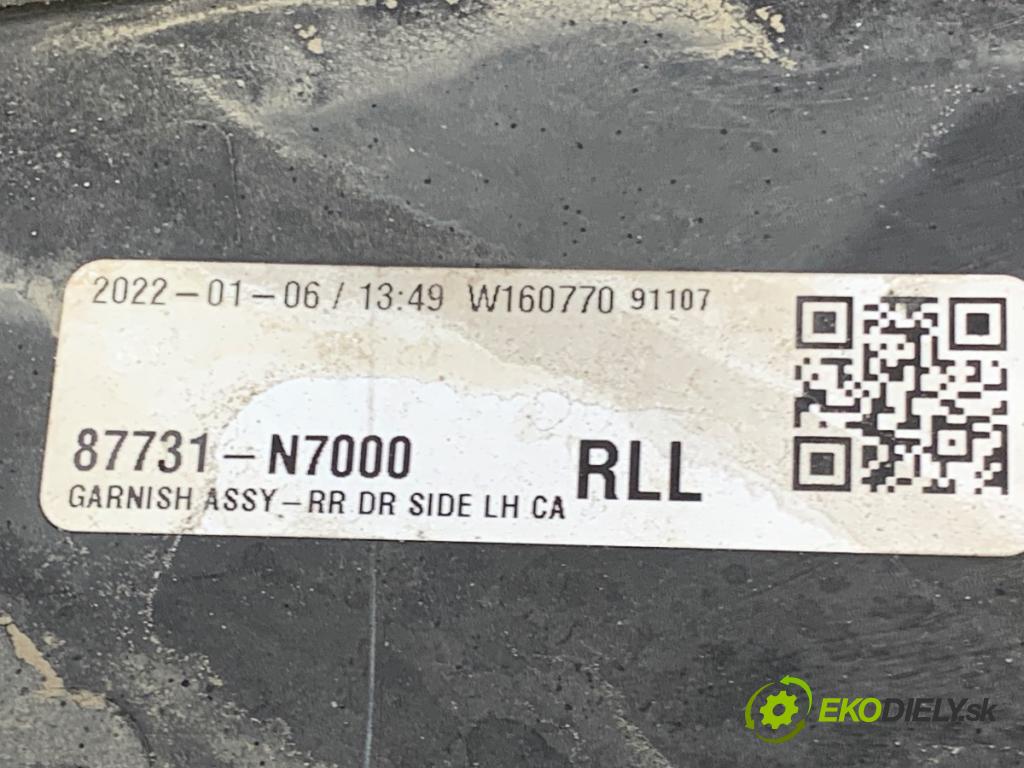 2022-01-06 / 13:49 W160770 91107
87731-N7000
RLL
GARNISH ASSY-RR DR SIDE LH CA
EKODIELY.sk